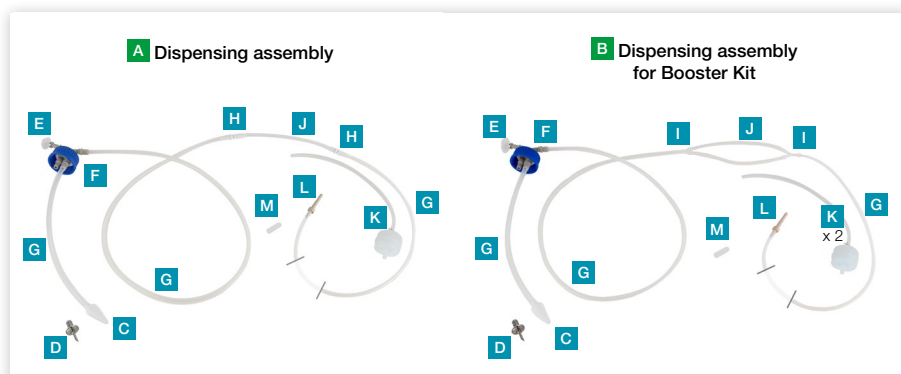 A Dispensing assembly
E
F
H
J
H
G
L
M
K
G
G
C
D
B Dispensing assembly
for Booster Kit
E
F
I
J
I
G
L
K
x 2
M
G
G
C
D